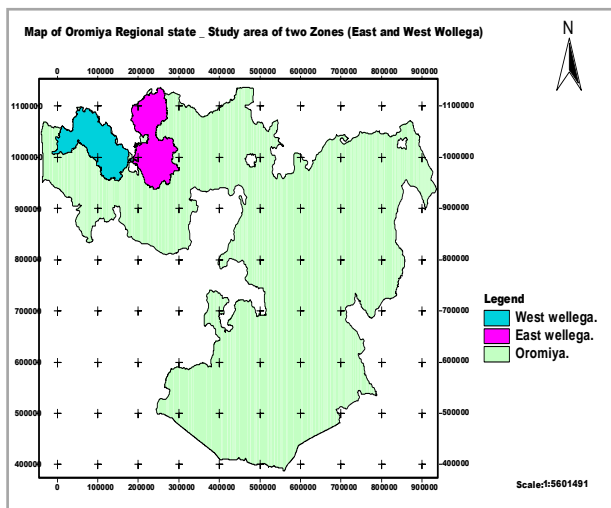 Map of Oromiya Regional state _ Study area of two Zones (East and West Wollega)
N
0 100000 200000 300000 400000 500000 600000 700000 800000 900000
1100000 1100000
1000000 1000000
900000 900000
800000 800000
700000 700000
600000 600000
500000 500000
400000 400000
0 100000 200000 300000 400000 500000 600000 700000 800000 900000
Legend
West wellega.
East wellega.
Oromiya.
Scale:1:5601491